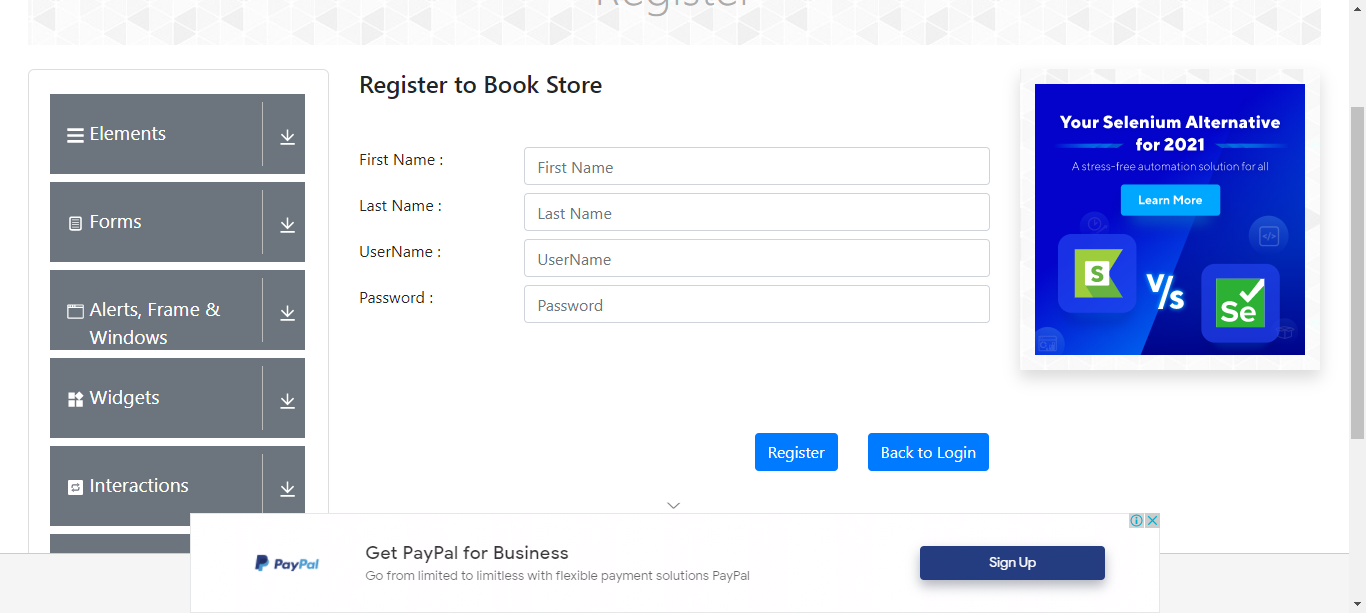 Register
Elements
Forms
Alerts, Frame &
Windows
Widgets
Interactions
Register to Book Store
First Name :
First Name
Last Name :
Last Name
UserName :
UserName
Password :
Password
Register
Back to Login
Your Selenium Alternative
for 2021
A stress-free automation solution for all
Learn More
S
V/s
Se
PayPal
Get PayPal for Business
Go from limited to limitless with flexible payment solutions PayPal
Sign Up